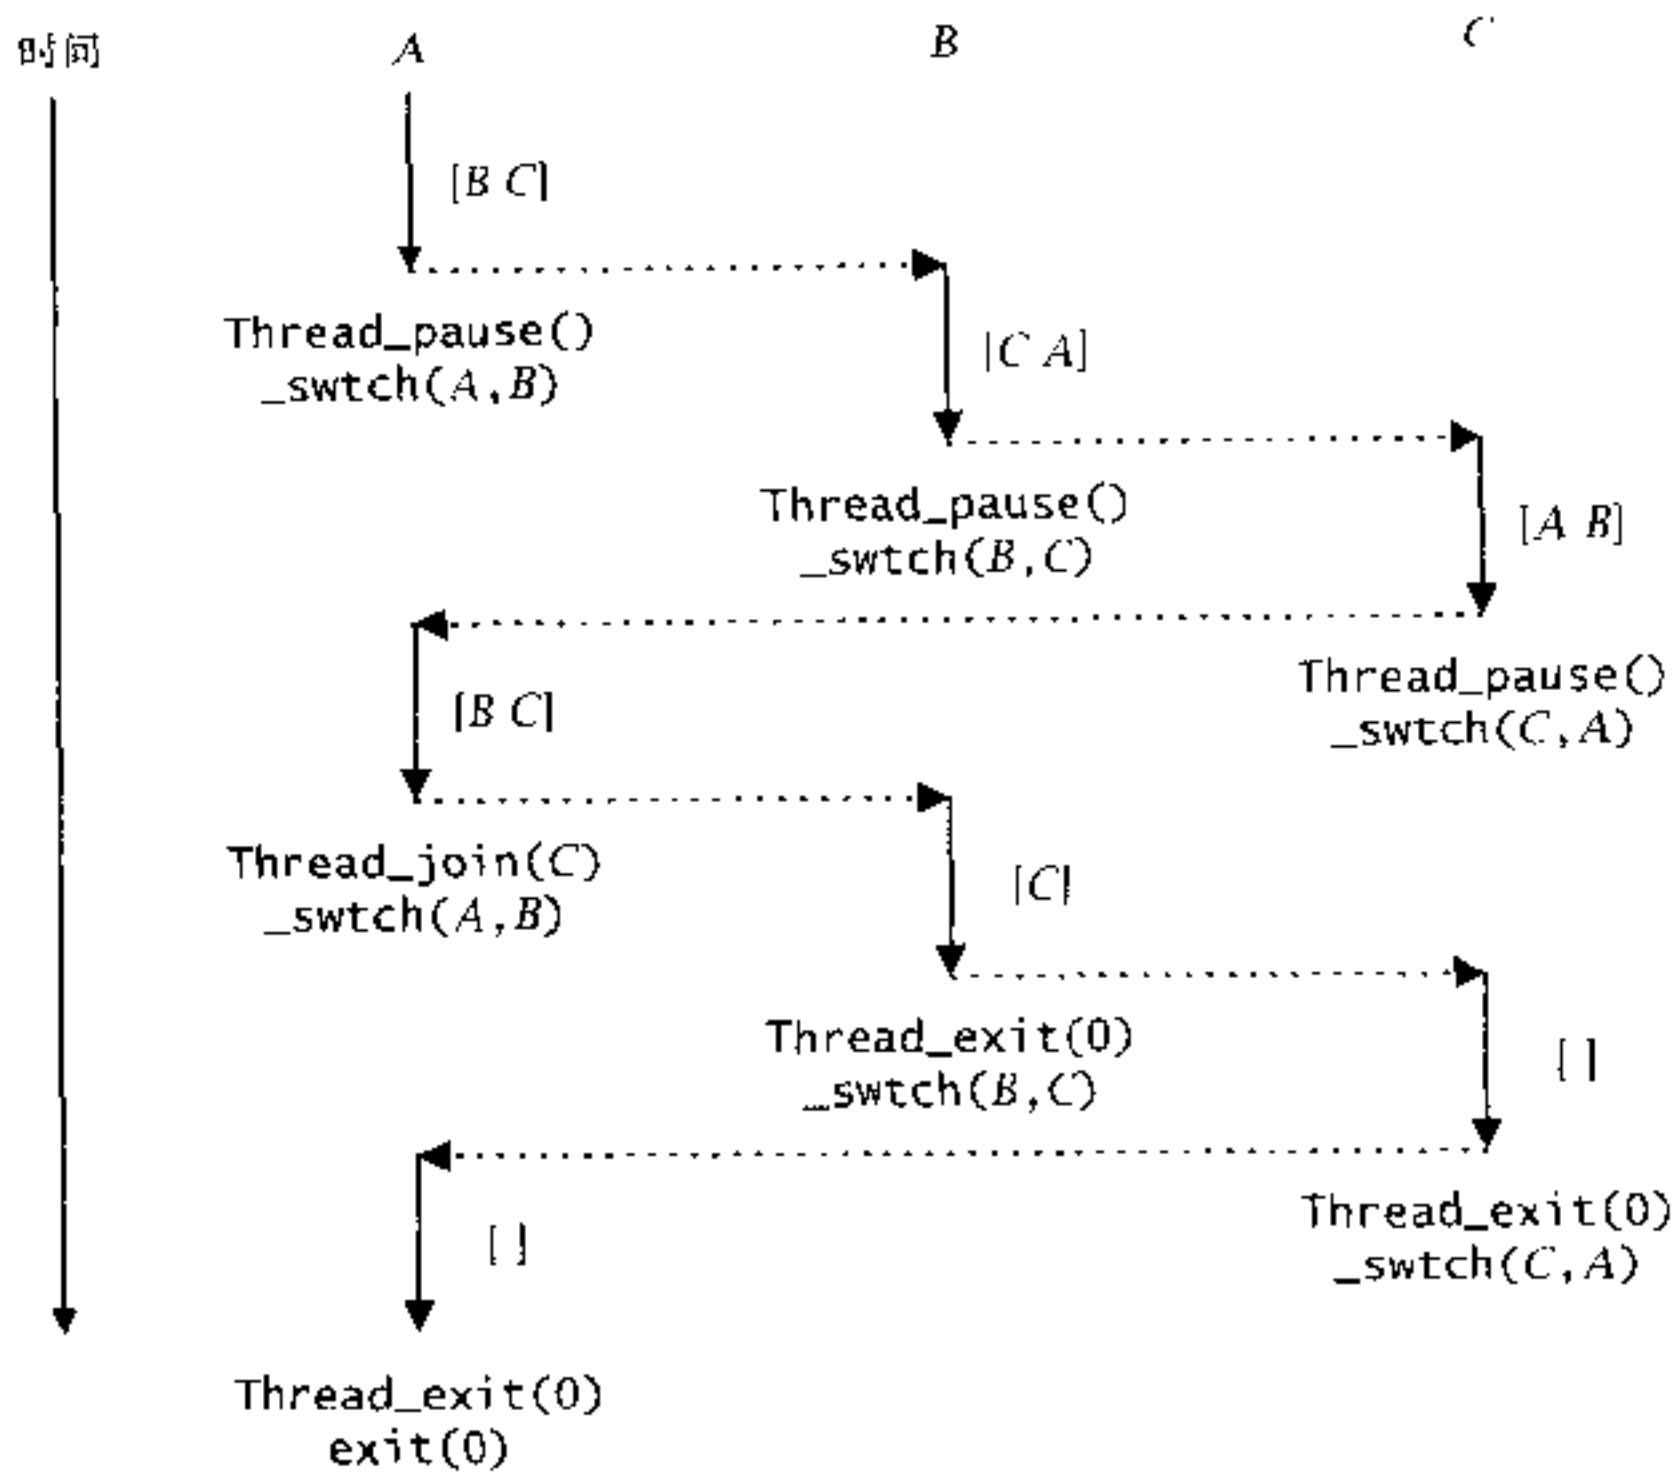 时间 A B C
[B C]
Thread_pause()
_swtch(A,B)
[C A]
Thread_pause()
_swtch(B,C)
[A B]
Thread_pause()
_swtch(C,A)
[B C]
Thread_join(C)
_swtch(A,B)
[C]
Thread_exit(0)
_swtch(B,C)
[ ]
Thread_exit(0)
_swtch(C,A)
[ ]
Thread_exit(0)
exit(0)